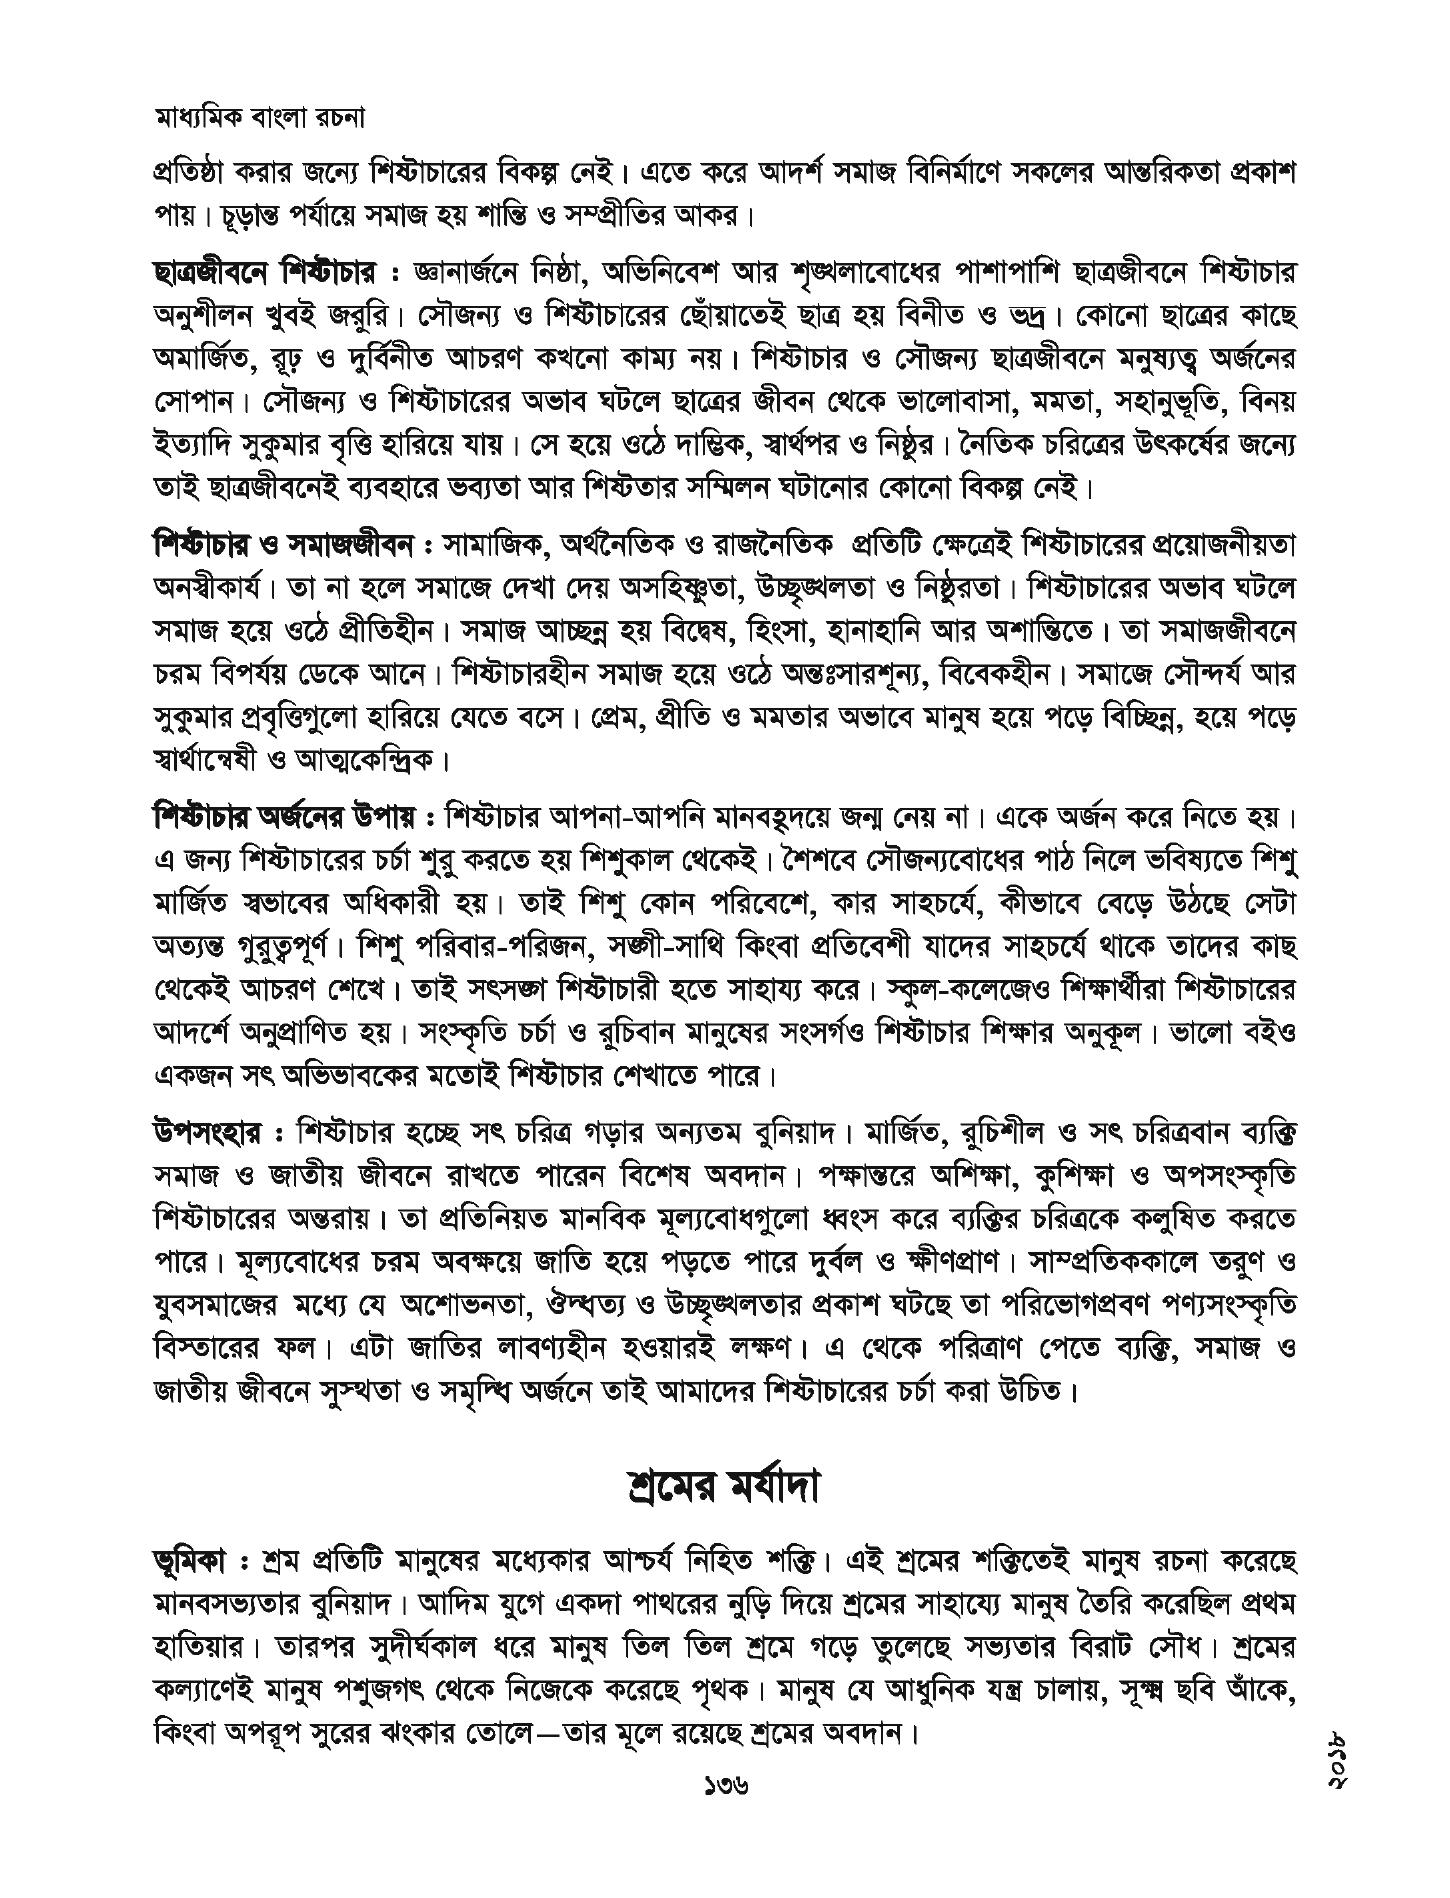 মাধ্যমিক বাংলা রচনা
প্রতিষ্ঠা করার জন্যে শিষ্টাচারের বিকল্প নেই। এতে করে আদর্শ সমাজ বিনির্মাণে সকলের আন্তরিকতা প্রকাশ
পায়। চূড়ান্ত পর্যায়ে সমাজ হয় শান্তি ও সম্প্রীতির আকর।
ছাত্রজীবনে শিষ্টাচার : জ্ঞানার্জনে নিষ্ঠা, অভিনিবেশ আর শৃঙ্খলাবোধের পাশাপাশি ছাত্রজীবনে শিষ্টাচার
অনুশীলন খুবই জরুরি। সৌজন্য ও শিষ্টাচারের ছোঁয়াতেই ছাত্র হয় বিনীত ও ভদ্র। কোনো ছাত্রের কাছে
অমার্জিত, রূঢ় ও দুর্বিনীত আচরণ কখনো কাম্য নয়। শিষ্টাচার ও সৌজন্য ছাত্রজীবনে মনুষ্যত্ব অর্জনের
সোপান। সৌজন্য ও শিষ্টাচারের অভাব ঘটলে ছাত্রের জীবন থেকে ভালোবাসা, মমতা, সহানুভূতি, বিনয়
ইত্যাদি সুকুমার বৃত্তি হারিয়ে যায়। সে হয়ে ওঠে দাম্ভিক, স্বার্থপর ও নিষ্ঠুর। নৈতিক চরিত্রের উৎকর্ষের জন্যে
তাই ছাত্রজীবনেই ব্যবহারে ভব্যতা আর শিষ্টতার সম্মিলন ঘটানোর কোনো বিকল্প নেই।
শিষ্টাচার ও সমাজজীবন : সামাজিক, অর্থনৈতিক ও রাজনৈতিক প্রতিটি ক্ষেত্রেই শিষ্টাচারের প্রয়োজনীয়তা
অনস্বীকার্য। তা না হলে সমাজে দেখা দেয় অসহিষ্ণুতা, উচ্ছৃঙ্খলতা ও নিষ্ঠুরতা। শিষ্টাচারের অভাব ঘটলে
সমাজ হয়ে ওঠে প্রীতিহীন। সমাজ আচ্ছন্ন হয় বিদ্বেষ, হিংসা, হানাহানি আর অশান্তিতে। তা সমাজজীবনে
চরম বিপর্যয় ডেকে আনে। শিষ্টাচারহীন সমাজ হয়ে ওঠে অন্তঃসারশূন্য, বিবেকহীন। সমাজে সৌন্দর্য আর
সুকুমার প্রবৃত্তিগুলো হারিয়ে যেতে বসে। প্রেম, প্রীতি ও মমতার অভাবে মানুষ হয়ে পড়ে বিচ্ছিন্ন, হয়ে পড়ে
স্বার্থান্বেষী ও আত্মকেন্দ্রিক।
শিষ্টাচার অর্জনের উপায় : শিষ্টাচার আপনা-আপনি মানবহৃদয়ে জন্ম নেয় না। একে অর্জন করে নিতে হয়।
এ জন্য শিষ্টাচারের চর্চা শুরু করতে হয় শিশুকাল থেকেই। শৈশবে সৌজন্যবোধের পাঠ নিলে ভবিষ্যতে শিশু
মার্জিত স্বভাবের অধিকারী হয়। তাই শিশু কোন পরিবেশে, কার সাহচর্যে, কীভাবে বেড়ে উঠছে সেটা
অত্যন্ত গুরুত্বপূর্ণ। শিশু পরিবার-পরিজন, সঙ্গী-সাথি কিংবা প্রতিবেশী যাদের সাহচর্যে থাকে তাদের কাছ
থেকেই আচরণ শেখে। তাই সৎসঙ্গ শিষ্টাচারী হতে সাহায্য করে। স্কুল-কলেজেও শিক্ষার্থীরা শিষ্টাচারের
আদর্শে অনুপ্রাণিত হয়। সংস্কৃতি চর্চা ও রুচিবান মানুষের সংসর্গও শিষ্টাচার শিক্ষার অনুকূল। ভালো বইও
একজন সৎ অভিভাবকের মতোই শিষ্টাচার শেখাতে পারে।
উপসংহার : শিষ্টাচার হচ্ছে সৎ চরিত্র গড়ার অন্যতম বুনিয়াদ। মার্জিত, রুচিশীল ও সৎ চরিত্রবান ব্যক্তি
সমাজ ও জাতীয় জীবনে রাখতে পারেন বিশেষ অবদান। পক্ষান্তরে অশিক্ষা, কুশিক্ষা ও অপসংস্কৃতি
শিষ্টাচারের অন্তরায়। তা প্রতিনিয়ত মানবিক মূল্যবোধগুলো ধ্বংস করে ব্যক্তির চরিত্রকে কলুষিত করতে
পারে। মূল্যবোধের চরম অবক্ষয়ে জাতি হয়ে পড়তে পারে দুর্বল ও ক্ষীণপ্রাণ। সাম্প্রতিককালে তরুণ ও
যুবসমাজের মধ্যে যে অশোভনতা, ঔদ্ধত্য ও উচ্ছৃঙ্খলতার প্রকাশ ঘটছে তা পরিভোগপ্রবণ পণ্যসংস্কৃতি
বিস্তারের ফল। এটা জাতির লাবণ্যহীন হওয়ারই লক্ষণ। এ থেকে পরিত্রাণ পেতে ব্যক্তি, সমাজ ও
জাতীয় জীবনে সুস্থতা ও সমৃদ্ধি অর্জনে তাই আমাদের শিষ্টাচারের চর্চা করা উচিত।
শ্রমের মর্যাদা
ভূমিকা : শ্রম প্রতিটি মানুষের মধ্যেকার আশ্চর্য নিহিত শক্তি। এই শ্রমের শক্তিতেই মানুষ রচনা করেছে
মানবসভ্যতার বুনিয়াদ। আদিম যুগে একদা পাথরের নুড়ি দিয়ে শ্রমের সাহায্যে মানুষ তৈরি করেছিল প্রথম
হাতিয়ার। তারপর সুদীর্ঘকাল ধরে মানুষ তিল তিল শ্রমে গড়ে তুলেছে সভ্যতার বিরাট সৌধ। শ্রমের
কল্যাণেই মানুষ পশুজগৎ থেকে নিজেকে করেছে পৃথক। মানুষ যে আধুনিক যন্ত্র চালায়, সূক্ষ্ম ছবি আঁকে,
কিংবা অপরূপ সুরের ঝংকার তোলে—তার মূলে রয়েছে শ্রমের অবদান।
১৩৬
২০১৮